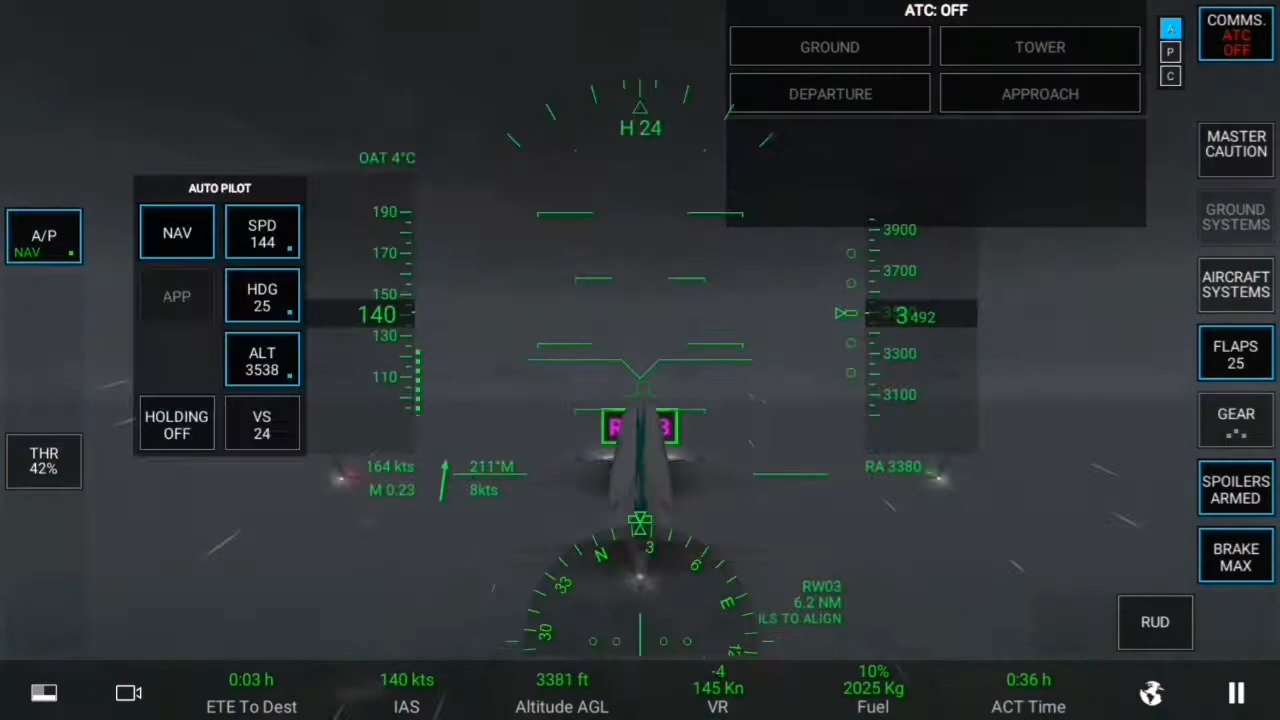 ATC: OFF
GROUND
TOWER
DEPARTURE
APPROACH
A
P
C
COMMS.
ATC
OFF
MASTER
CAUTION
GROUND
SYSTEMS
AIRCRAFT
SYSTEMS
FLAPS
25
GEAR
SPOILERS
ARMED
BRAKE
MAX
RUD
A/P
NAV
THR
42%
AUTO PILOT
NAV
SPD
144
APP
HDG
25
ALT
3538
HOLDING
OFF
VS
24
H 24
OAT 4°C
190
170
150
140
130
110
164 kts
M 0.23
211°M
8kts
3900
3700
3 492
3300
3100
RA 3380
30
33
N
3
6
E
12
RW03
6.2 NM
ILS TO ALIGN
0:03 h
ETE To Dest
140 kts
IAS
3381 ft
Altitude AGL
-4
145 Kn
VR
10%
2025 Kg
Fuel
0:36 h
ACT Time